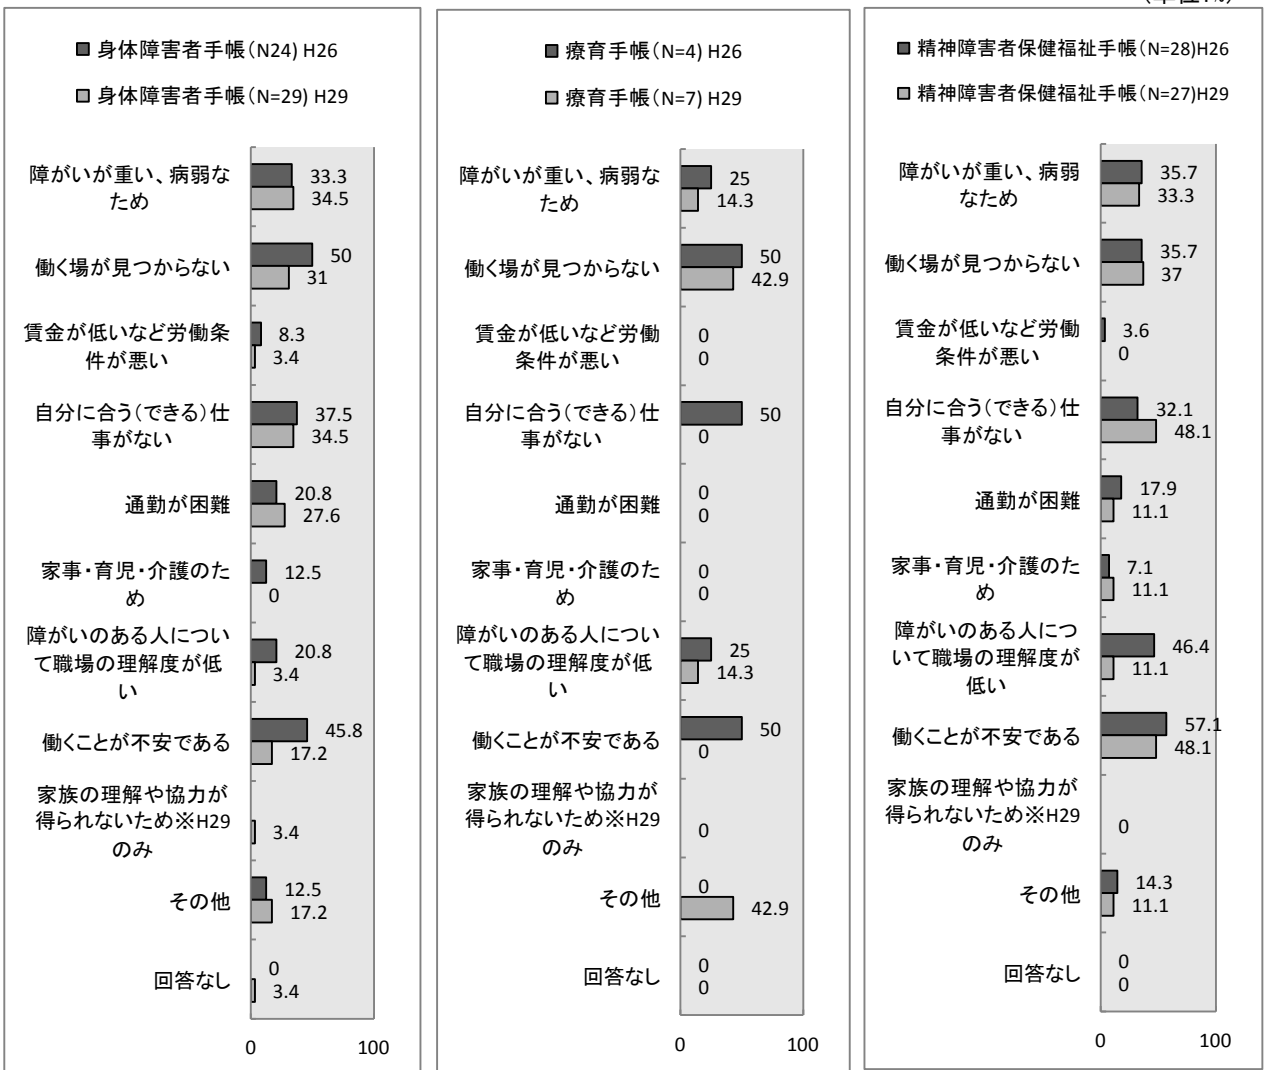 身体障害者手帳(N24) H26
身体障害者手帳(N=29) H29
障がいが重い、病弱な
ため
33.3
34.5
働く場が見つからない
50
31
賃金が低いなど労働条
件が悪い
8.3
3.4
自分に合う(できる)仕
事がない
37.5
34.5
通勤が困難
20.8
27.6
家事・育児・介護のた
め
12.5
0
障がいのある人につい
て職場の理解度が低
い
20.8
3.4
働くことが不安である
45.8
17.2
家族の理解や協力が
得られないため※H29
のみ
3.4
その他
12.5
17.2
回答なし
0
3.4
0
100
療育手帳(N=4) H26
療育手帳(N=7) H29
障がいが重い、病弱な
ため
25
14.3
働く場が見つからない
50
42.9
賃金が低いなど労働
条件が悪い
0
0
自分に合う(できる)仕
事がない
50
0
通勤が困難
0
0
家事・育児・介護のた
め
0
0
障がいのある人につい
て職場の理解度が低
い
25
14.3
働くことが不安である
50
0
家族の理解や協力が
得られないため※H29
のみ
0
その他
0
42.9
回答なし
0
0
0
100
精神障害者保健福祉手帳(N=28)H26
精神障害者保健福祉手帳(N=27)H29
障がいが重い、病弱
なため
35.7
33.3
働く場が見つからない
35.7
37
賃金が低いなど労働
条件が悪い
3.6
0
自分に合う(できる)仕
事がない
32.1
48.1
通勤が困難
17.9
11.1
家事・育児・介護のた
め
7.1
11.1
障がいのある人につ
いて職場の理解度が
低い
46.4
11.1
働くことが不安である
57.1
48.1
家族の理解や協力が
得られないため※H29
のみ
0
その他
14.3
11.1
回答なし
0
0
0
100